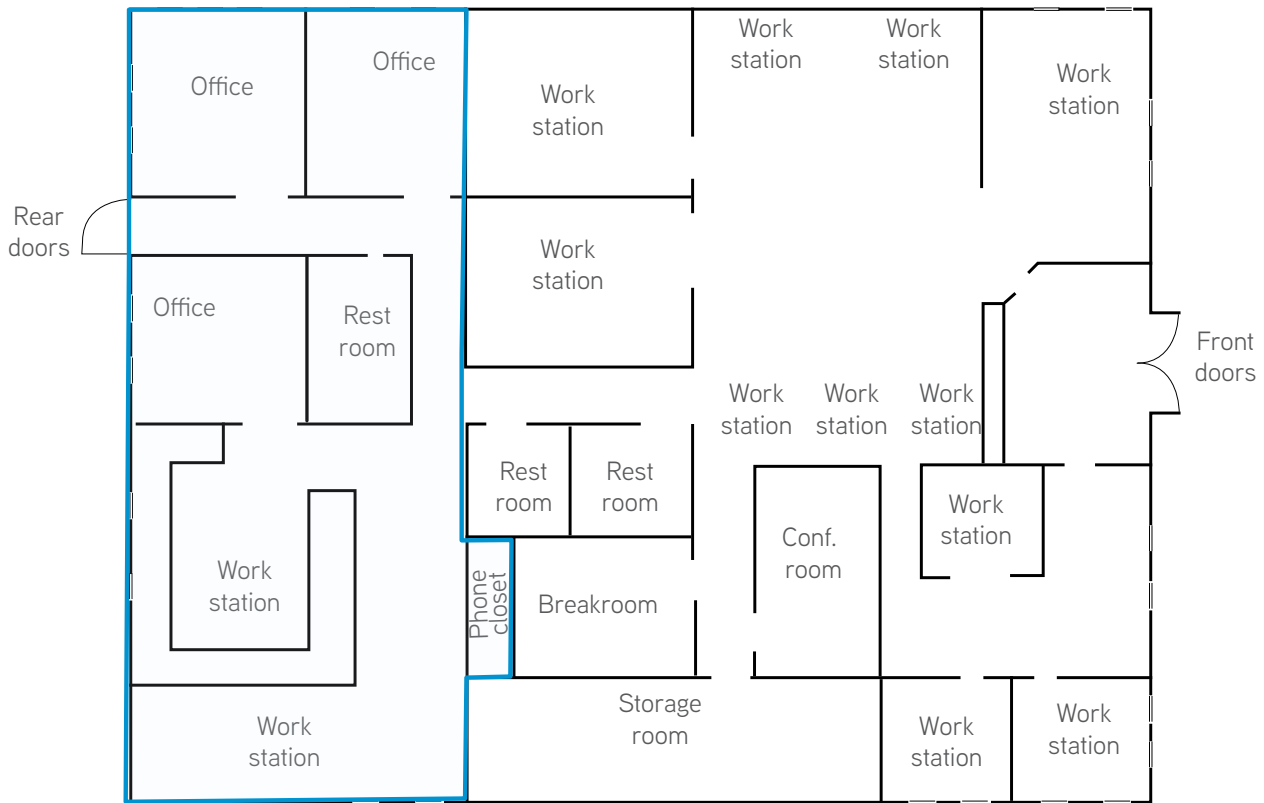 Office
Office
Work
station
Work
station
Work
station
Work
station
Rear
doors
Work
station
Office
Rest
room
Front
doors
Work
station
Work
station
Work
station
Rest
room
Rest
room
Work
station
Conf.
room
Work
station
Phone
closet
Breakroom
Storage
room
Work
station
Work
station
Work
station